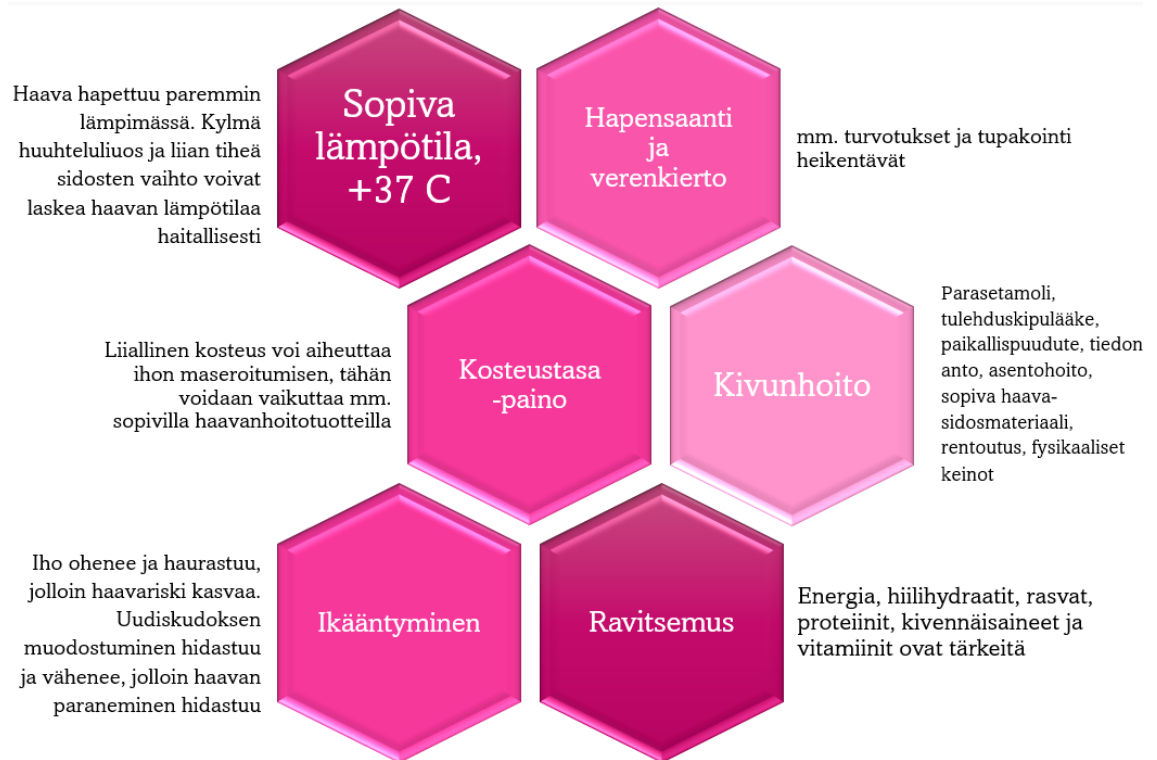 Haava hapettuu paremmin
lämpimässä. Kylmä
huuhteluliuos ja liian tiheä
sidosten vaihto voivat
laskea haavan lämpötilaa
haitallisesti
Sopiva
lämpötila,
+37 C
Hapensaanti
ja
verenkierto
mm. turvotukset ja tupakointi
heikentävät
Liiallinen kosteus voi aiheuttaa
ihon maseroitumisen, tähän
voidaan vaikuttaa mm.
sopivilla haavanhoitotuotteilla
Kosteustasa
-paino
Kivunhoito
Parasetamoli,
tulehduskipulääke,
paikallispuudute, tiedon
anto, asentohoito,
sopiva haava-
sidosmateriaali,
rentoutus, fysikaaliset
keinot
Iho ohenee ja haurastuu,
jolloin haavariski kasvaa.
Uudiskudoksen
muodostuminen hidastuu
ja vähenee, jolloin haavan
paraneminen hidastuu
Ikääntyminen
Ravitsemus
Energia, hiilihydraatit, rasvat,
proteiinit, kivennäisaineet ja
vitamiinit ovat tärkeitä